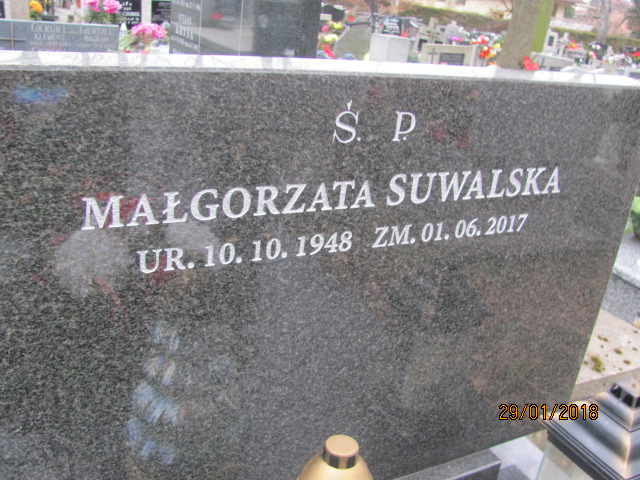 Ś. P.
MAŁGORZATA SUWALSKA
UR. 10. 10. 1948 ZM. 01. 06. 2017
29/01/2018